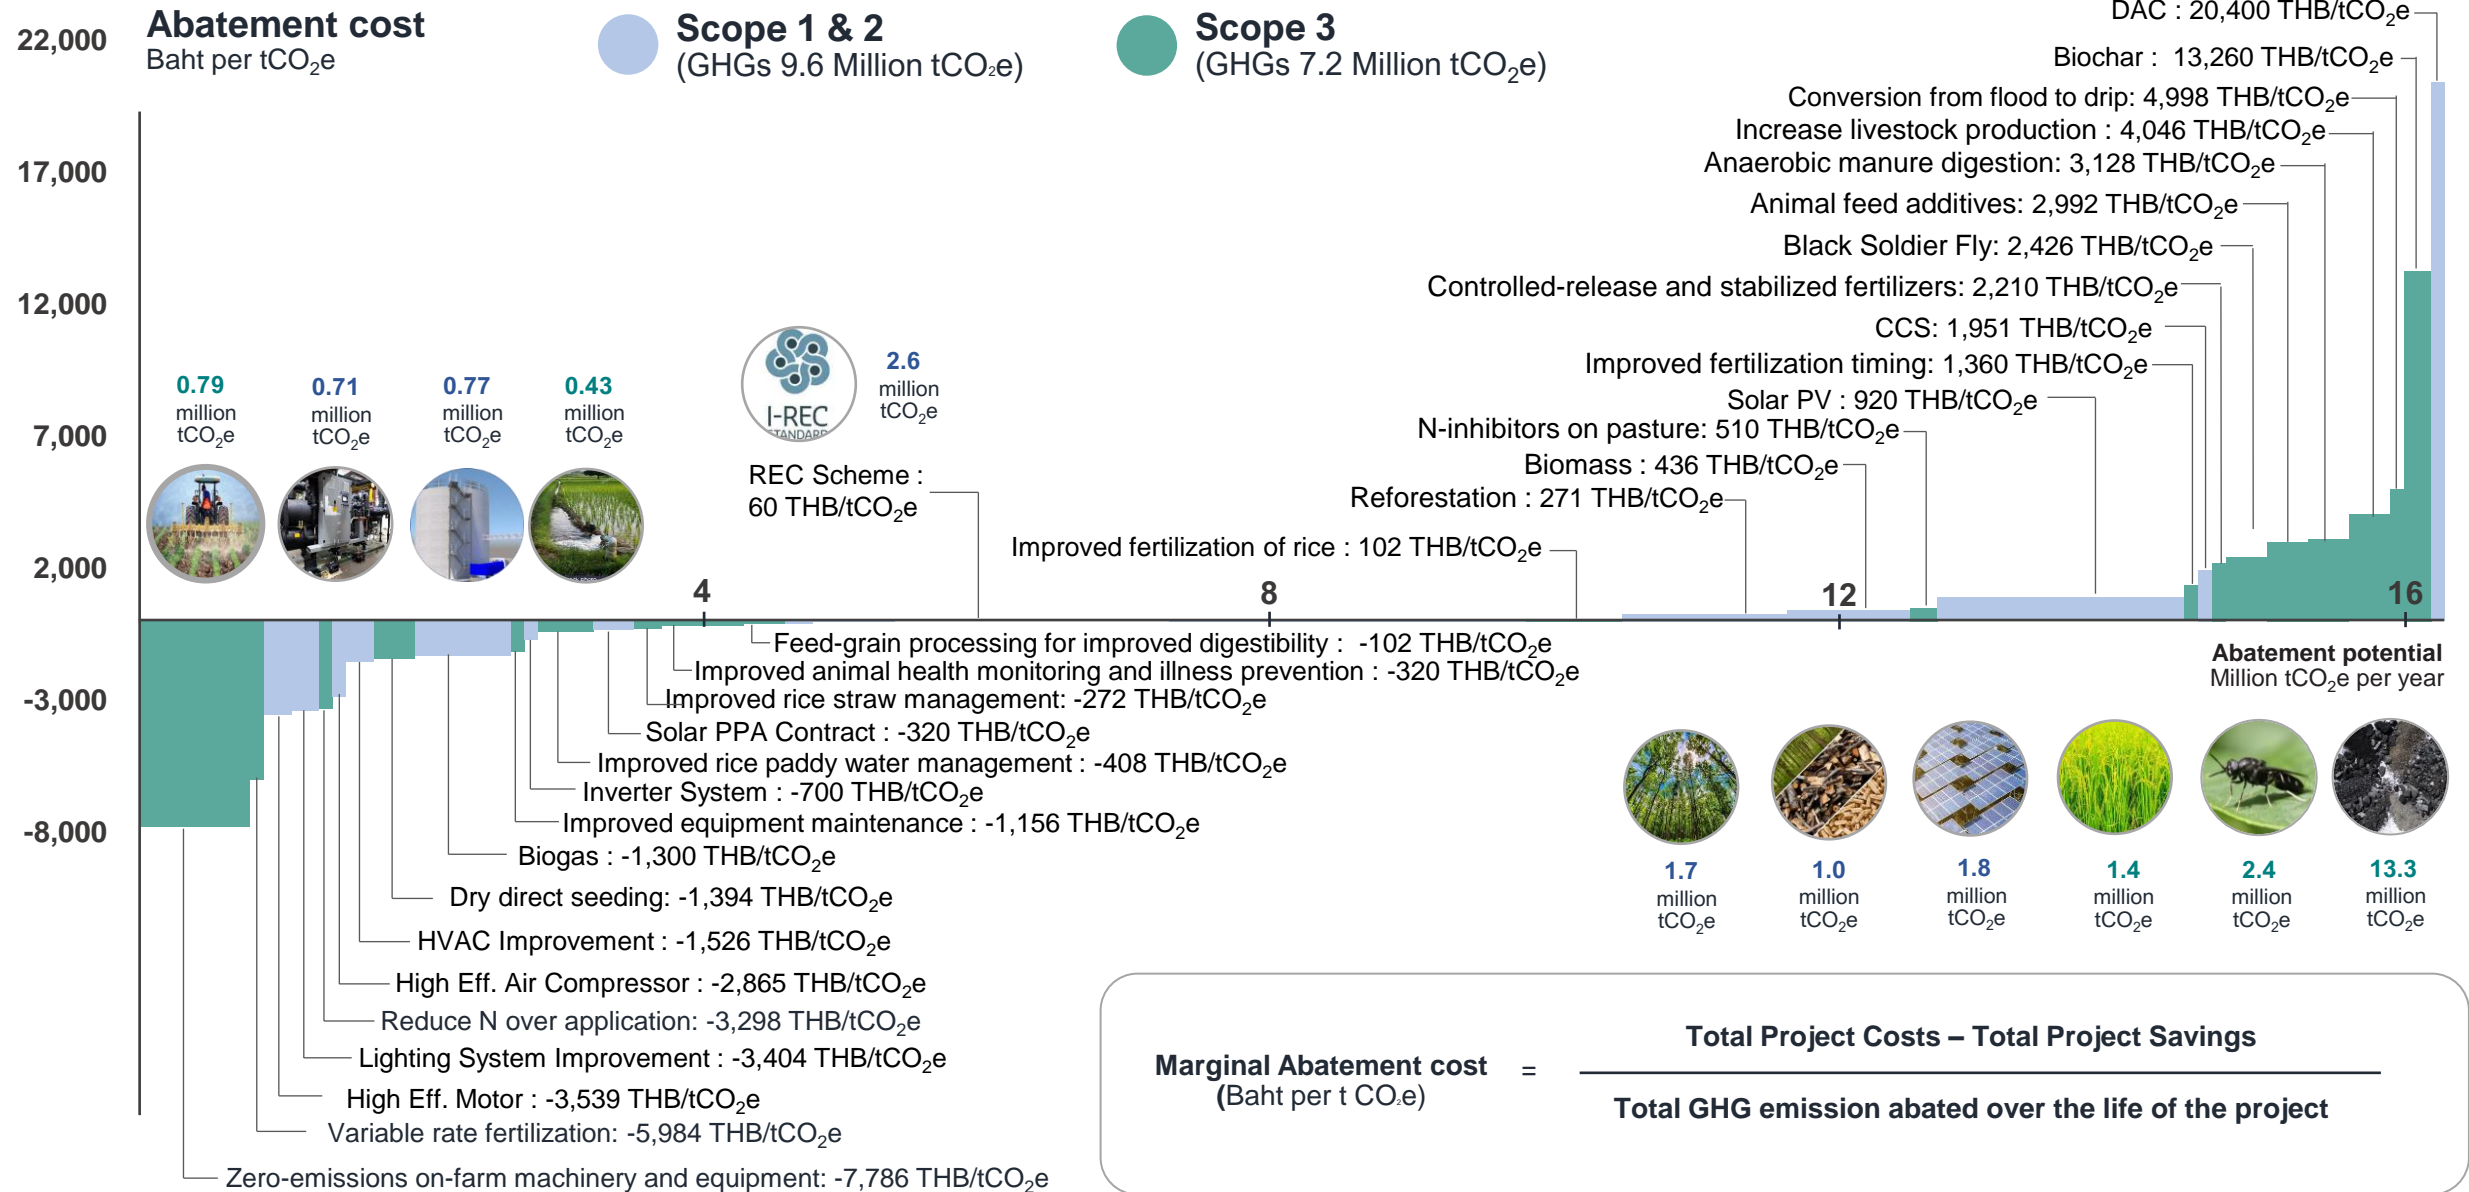 Abatement cost
Baht per tCO₂e
Scope 1 & 2
(GHGs 9.6 Million tCO₂e)
Scope 3
(GHGs 7.2 Million tCO₂e)
22,000
17,000
12,000
7,000
2,000
-3,000
-8,000
DAC : 20,400 THB/tCO₂e
Biochar : 13,260 THB/tCO₂e
Conversion from flood to drip: 4,998 THB/tCO₂e
Increase livestock production : 4,046 THB/tCO₂e
Anaerobic manure digestion: 3,128 THB/tCO₂e
Animal feed additives: 2,992 THB/tCO₂e
Black Soldier Fly: 2,426 THB/tCO₂e
Controlled-release and stabilized fertilizers: 2,210 THB/tCO₂e
CCS: 1,951 THB/tCO₂e
Improved fertilization timing: 1,360 THB/tCO₂e
Solar PV : 920 THB/tCO₂e
N-inhibitors on pasture: 510 THB/tCO₂e
Biomass : 436 THB/tCO₂e
Reforestation : 271 THB/tCO₂e
Improved fertilization of rice : 102 THB/tCO₂e
0.79
million
tCO₂e
0.71
million
tCO₂e
0.77
million
tCO₂e
0.43
million
tCO₂e
I-REC
STANDARD
2.6
million
tCO₂e
REC Scheme :
60 THB/tCO₂e
4
8
12
16
Abatement potential
Million tCO₂e per year
Feed-grain processing for improved digestibility : -102 THB/tCO₂e
Improved animal health monitoring and illness prevention : -320 THB/tCO₂e
Improved rice straw management: -272 THB/tCO₂e
Solar PPA Contract : -320 THB/tCO₂e
Improved rice paddy water management : -408 THB/tCO₂e
Inverter System : -700 THB/tCO₂e
Improved equipment maintenance : -1,156 THB/tCO₂e
Biogas : -1,300 THB/tCO₂e
Dry direct seeding: -1,394 THB/tCO₂e
HVAC Improvement : -1,526 THB/tCO₂e
High Eff. Air Compressor : -2,865 THB/tCO₂e
Reduce N over application: -3,298 THB/tCO₂e
Lighting System Improvement : -3,404 THB/tCO₂e
High Eff. Motor : -3,539 THB/tCO₂e
Variable rate fertilization: -5,984 THB/tCO₂e
Zero-emissions on-farm machinery and equipment: -7,786 THB/tCO₂e
1.7
million
tCO₂e
1.0
million
tCO₂e
1.8
million
tCO₂e
1.4
million
tCO₂e
2.4
million
tCO₂e
13.3
million
tCO₂e
Marginal Abatement cost
(Baht per t CO₂e)
=
Total Project Costs – Total Project Savings
Total GHG emission abated over the life of the project